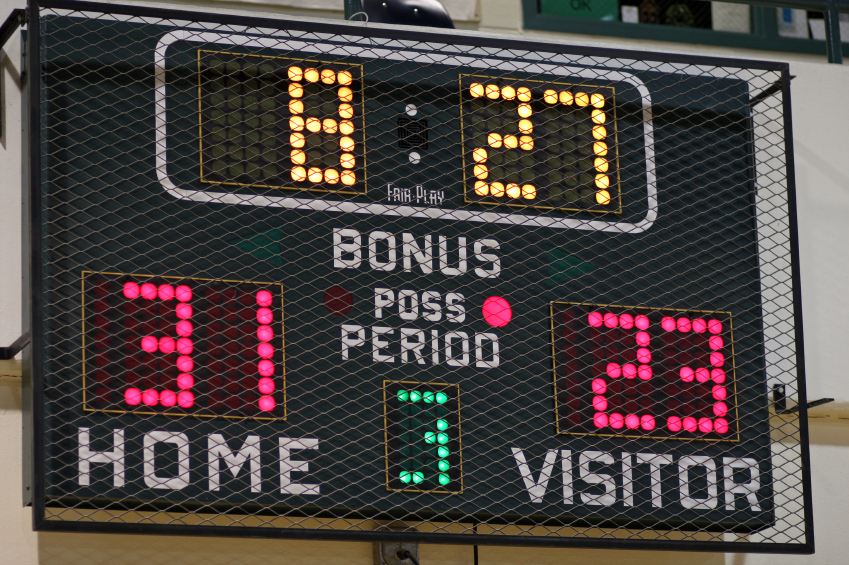 8:27
FAIR-PLAY
BONUS
POSS
PERIOD
31 3 23
HOME VISITOR